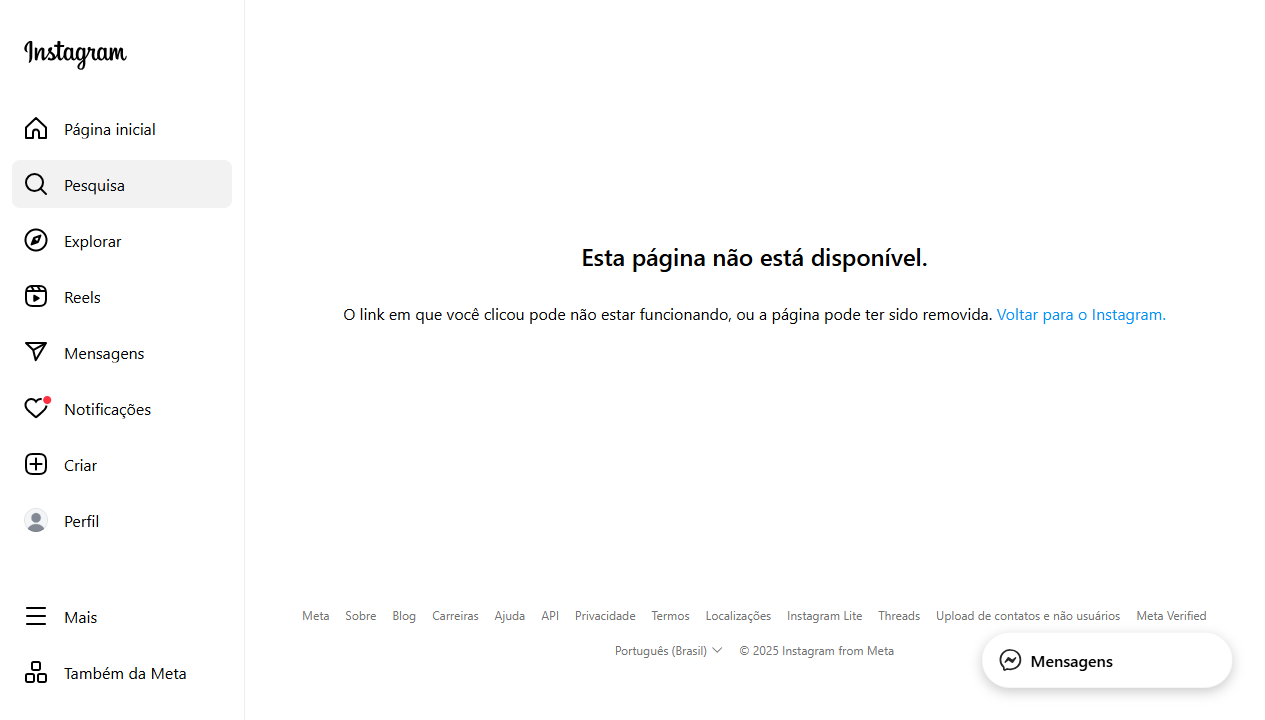 Instagram
Página inicial
Pesquisa
Explorar
Reels
Mensagens
Notificações
Criar
Perfil
Mais
Também da Meta
Esta página não está disponível.
O link em que você clicou pode não estar funcionando, ou a página pode ter sido removida. Voltar para o Instagram.
Meta Sobre Blog Carreiras Ajuda API Privacidade Termos Localizações Instagram Lite Threads Upload de contatos e não usuários Meta Verified
Português (Brasil) © 2025 Instagram from Meta
Mensagens